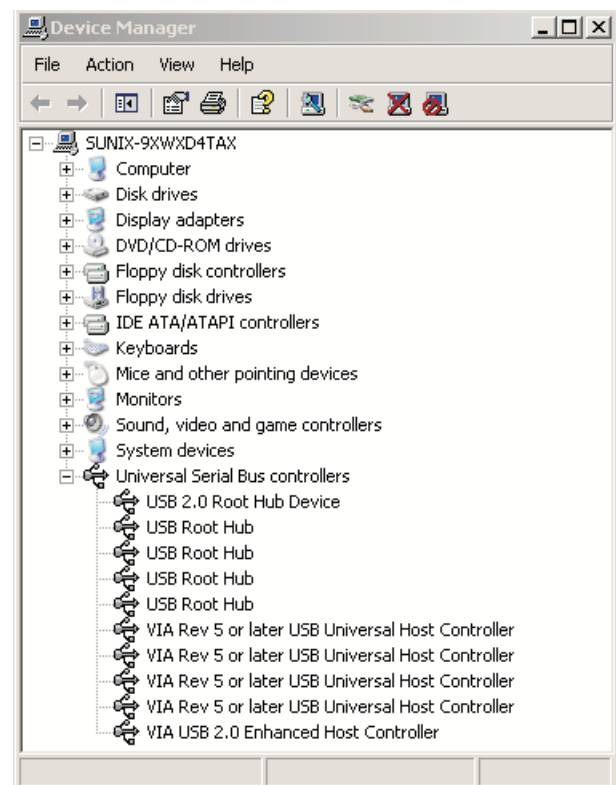 Device Manager
File Action View Help
SUNIX-9XWXD4TAX
Computer
Disk drives
Display adapters
DVD/CD-ROM drives
Floppy disk controllers
Floppy disk drives
IDE ATA/ATAPI controllers
Keyboards
Mice and other pointing devices
Monitors
Sound, video and game controllers
System devices
Universal Serial Bus controllers
USB 2.0 Root Hub Device
USB Root Hub
USB Root Hub
USB Root Hub
USB Root Hub
VIA Rev 5 or later USB Universal Host Controller
VIA Rev 5 or later USB Universal Host Controller
VIA Rev 5 or later USB Universal Host Controller
VIA Rev 5 or later USB Universal Host Controller
VIA USB 2.0 Enhanced Host Controller